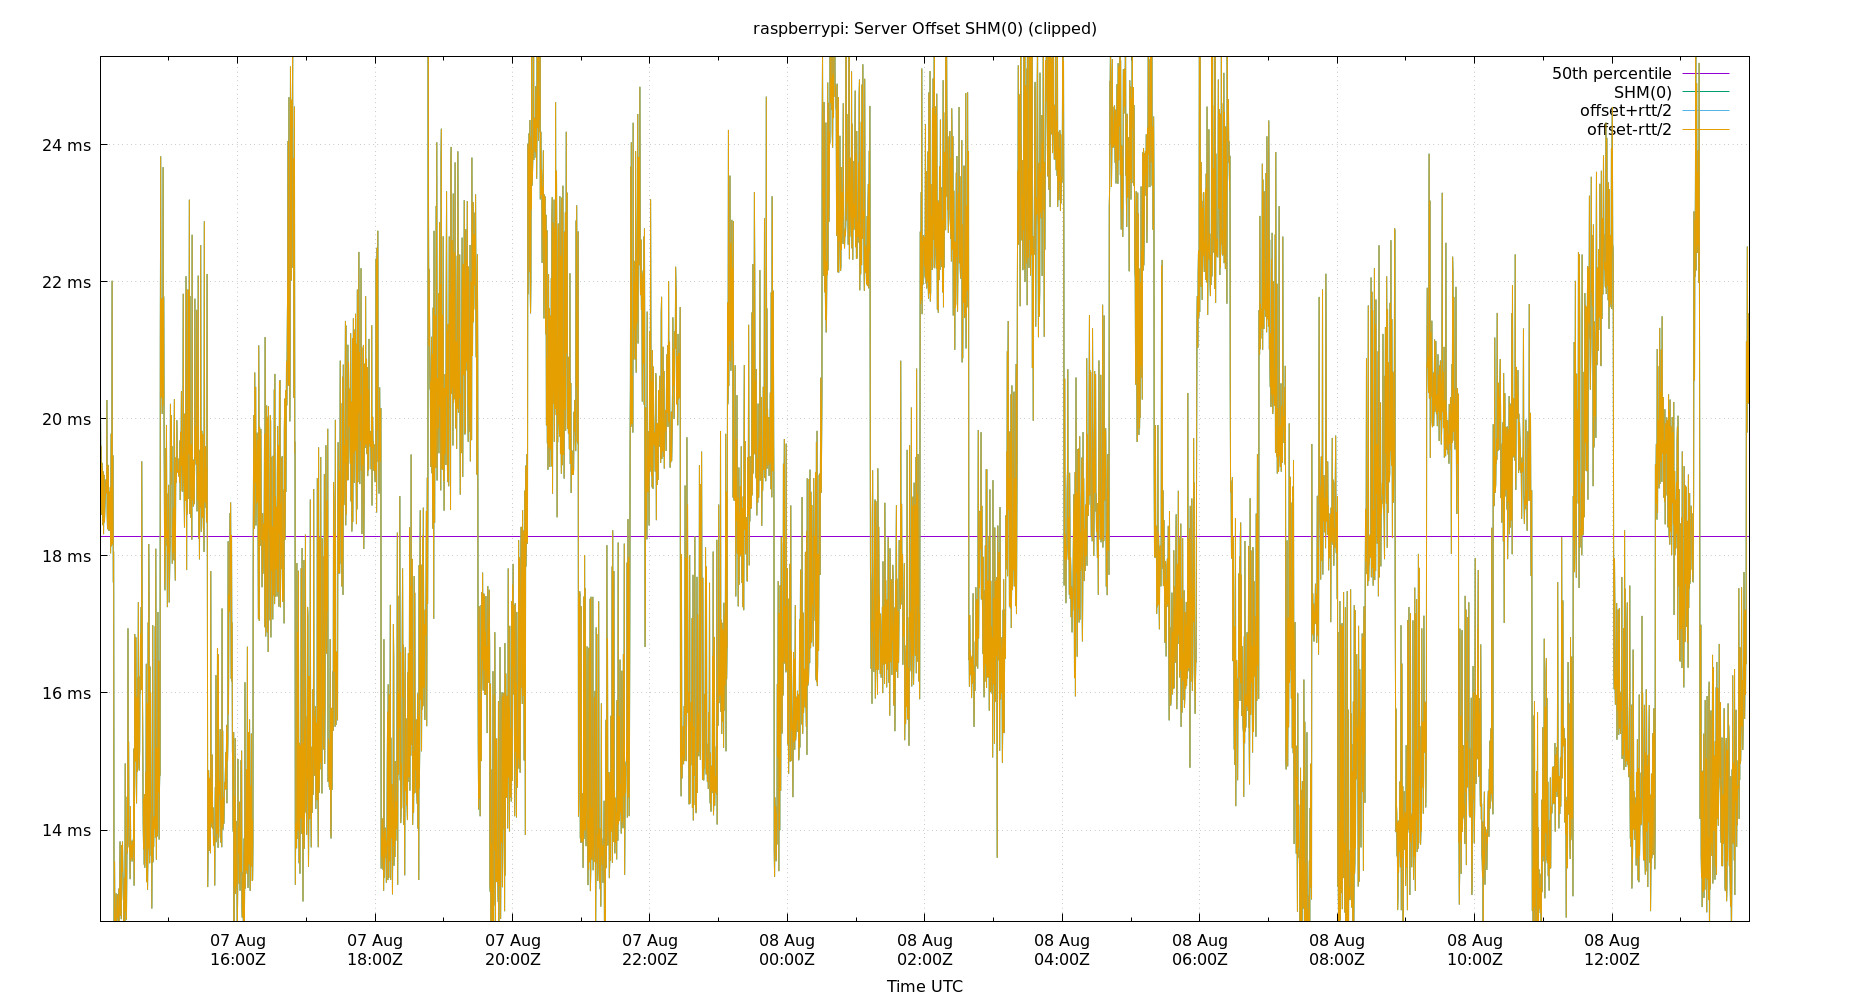 raspberrypi: Server Offset SHM(0) (clipped)
50th percentile
SHM(0)
offset+rtt/2
offset-rtt/2
24 ms
22 ms
20 ms
18 ms
16 ms
14 ms
07 Aug 07 Aug 07 Aug 07 Aug 08 Aug 08 Aug 08 Aug 08 Aug 08 Aug 08 Aug 08 Aug
16:00Z 18:00Z 20:00Z 22:00Z 00:00Z 02:00Z 04:00Z 06:00Z 08:00Z 10:00Z 12:00Z
Time UTC